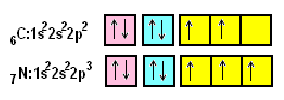 ₆C:1s²2s²2p² ↑↓ ↑↓ ↑ ↑
₇N:1s²2s²2p³ ↑↓ ↑↓ ↑ ↑ ↑